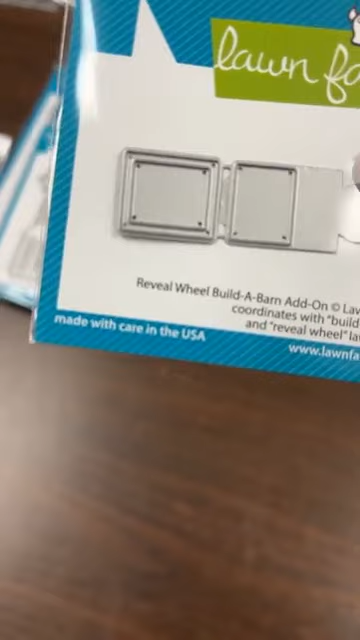 lawn fa
Reveal Wheel Build-A-Barn Add-On © Law
coordinates with "build
and "reveal wheel" la
made with care in the USA
www.lawnfa